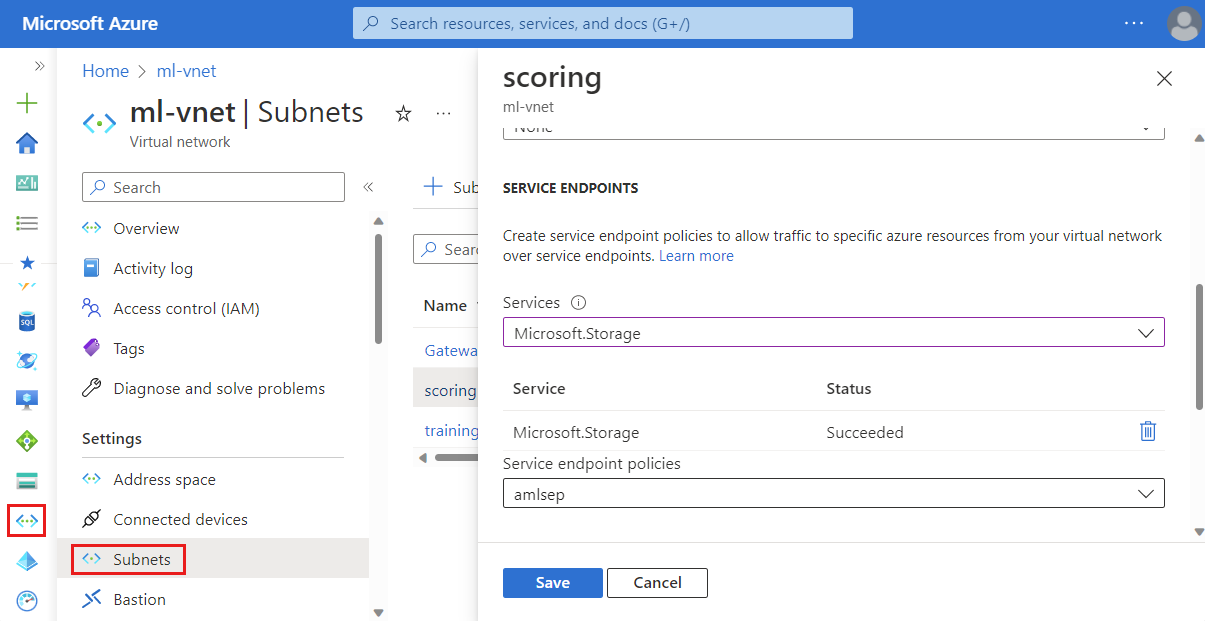 Microsoft Azure
Search resources, services, and docs (G+/)
Home > ml-vnet
ml-vnet | Subnets
Virtual network
Search
Overview
Activity log
Access control (IAM)
Tags
Diagnose and solve problems
Settings
Address space
Connected devices
Subnets
Bastion
Sub
Sear
Name
Gatewa
scoring
training
scoring
ml-vnet
None
SERVICE ENDPOINTS
Create service endpoint policies to allow traffic to specific azure resources from your virtual network
over service endpoints. Learn more
Services
Microsoft.Storage
Service Status
Microsoft.Storage Succeeded
Service endpoint policies
amlsep
Save Cancel
SQL